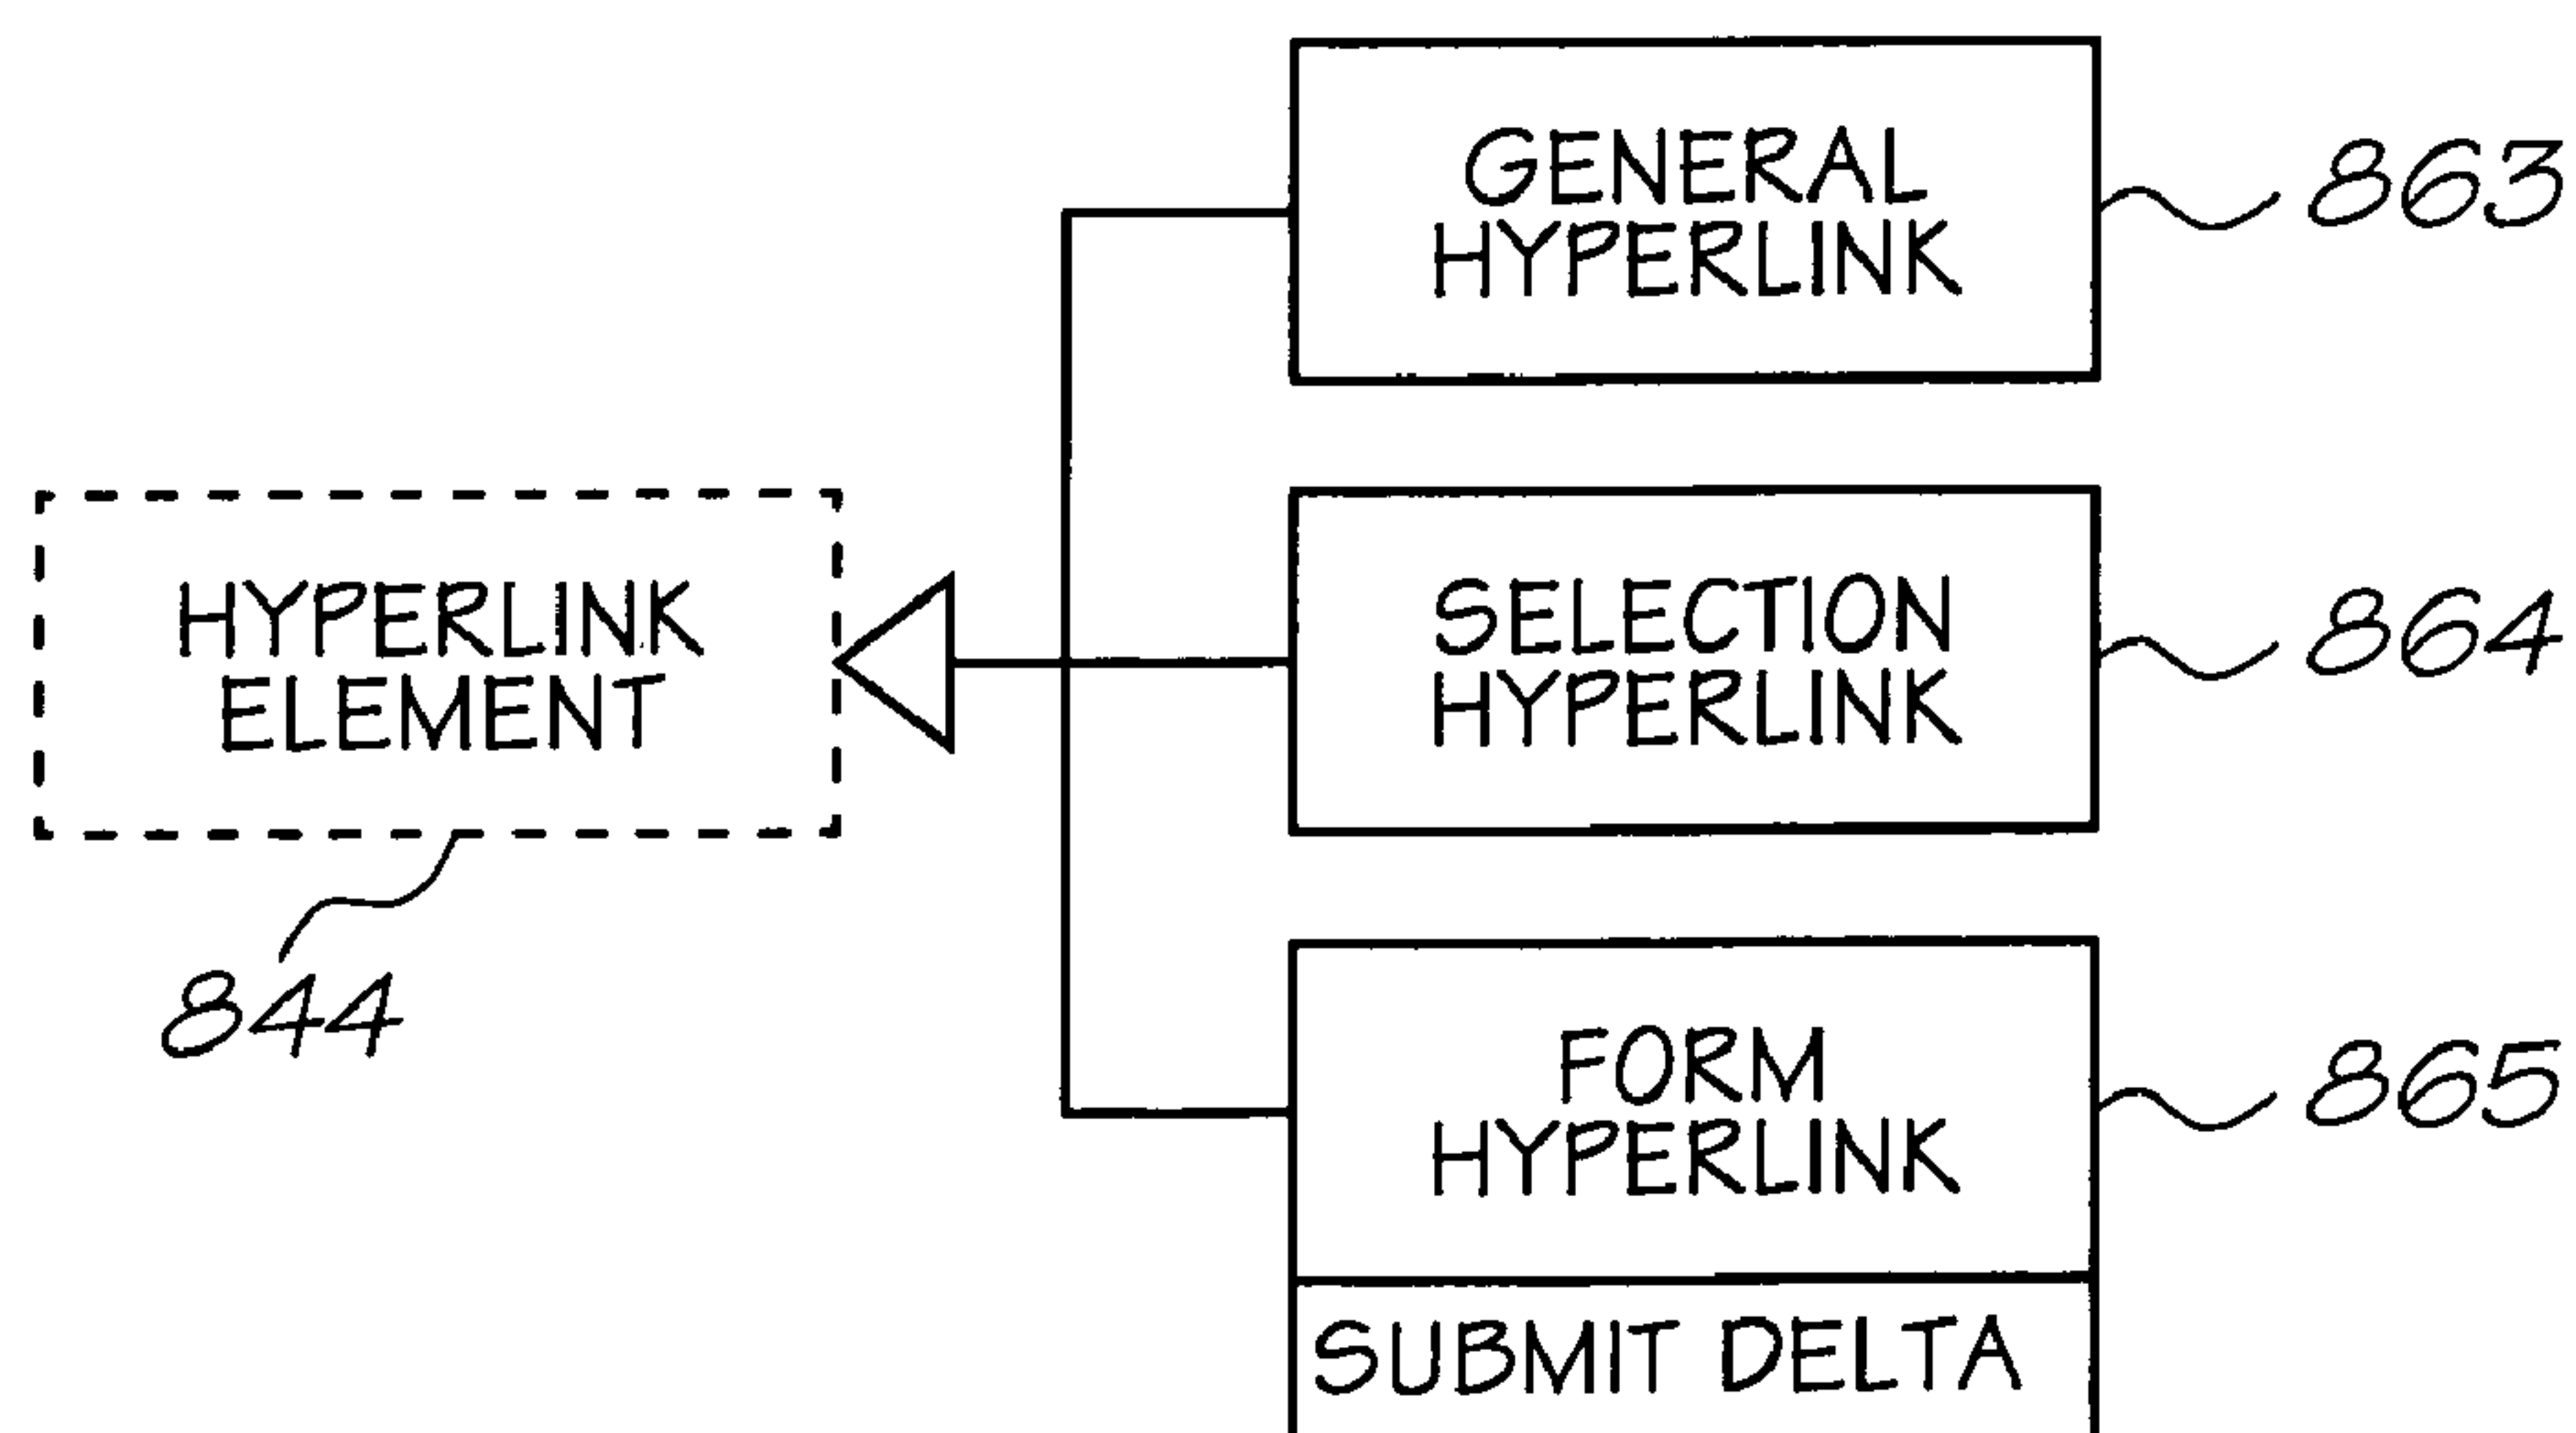 GENERAL
HYPERLINK
863
HYPERLINK
ELEMENT
844
SELECTION
HYPERLINK
864
FORM
HYPERLINK
865
SUBMIT DELTA